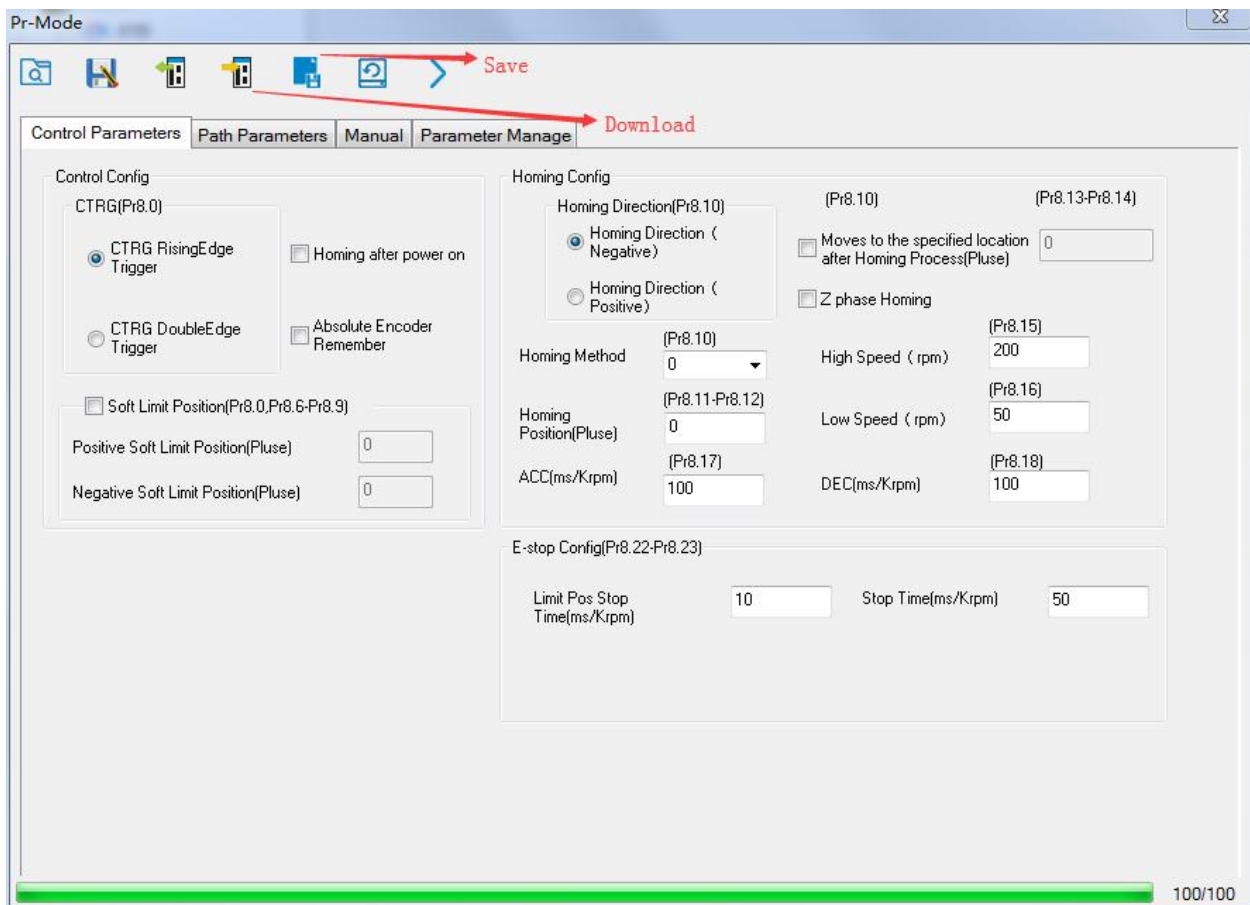 Pr-Mode
Save
Download
Control Parameters
Path Parameters
Manual
Parameter Manage
Control Config
CTRG(Pr8.0)
CTRG RisingEdge
Trigger
CTRG DoubleEdge
Trigger
Homing after power on
Absolute Encoder
Remember
Soft Limit Position(Pr8.0,Pr8.6-Pr8.9)
Positive Soft Limit Position(Pluse)
0
Negative Soft Limit Position(Pluse)
0
Homing Config
Homing Direction(Pr8.10)
Homing Direction (
Negative)
Homing Direction (
Positive)
(Pr8.10)
(Pr8.13-Pr8.14)
Moves to the specified location
after Homing Process(Pluse)
0
Z phase Homing
(Pr8.10)
Homing Method
0
(Pr8.15)
High Speed ( rpm)
200
(Pr8.11-Pr8.12)
Homing
Position(Pluse)
0
(Pr8.16)
Low Speed ( rpm)
50
(Pr8.17)
ACC(ms/Krpm)
100
(Pr8.18)
DEC(ms/Krpm)
100
E-stop Config(Pr8.22-Pr8.23)
Limit Pos Stop
Time(ms/Krpm)
10
Stop Time(ms/Krpm)
50
100/100